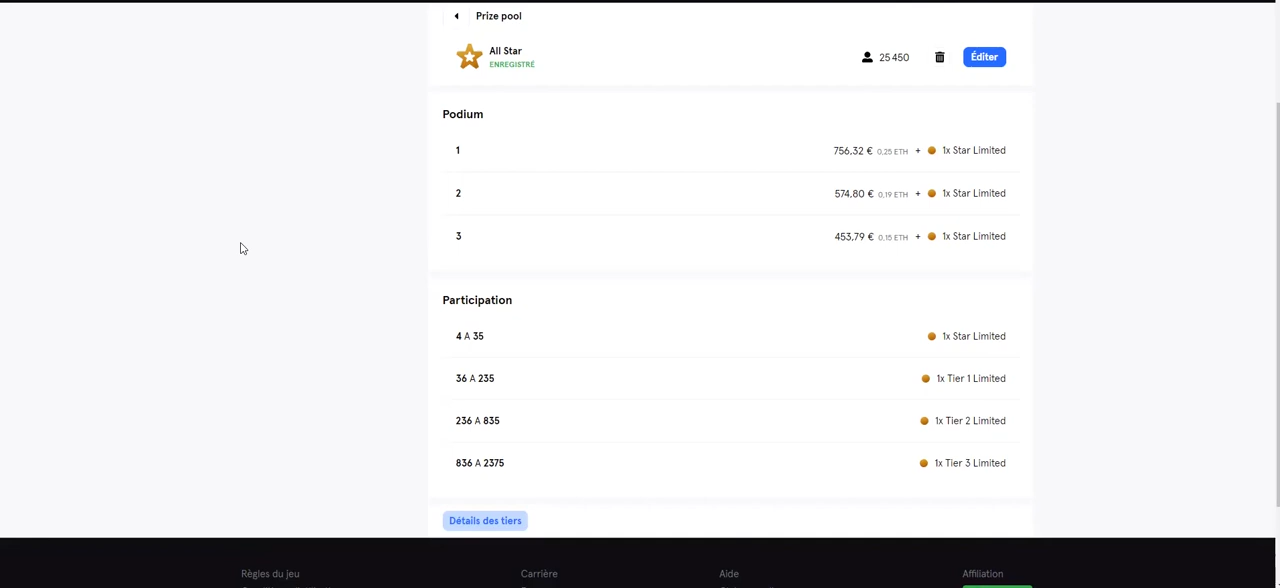 Prize pool
All Star
ENREGISTRÉ
25 450
Éditer
Podium
1
756,32 € 0,25 ETH + 1x Star Limited
2
574,80 € 0,19 ETH + 1x Star Limited
3
453,79 € 0,15 ETH + 1x Star Limited
Participation
4 A 35
1x Star Limited
36 A 235
1x Tier 1 Limited
236 A 835
1x Tier 2 Limited
836 A 2375
1x Tier 3 Limited
Détails des tiers
Règles du jeu
Carrière
Aide
Affiliation